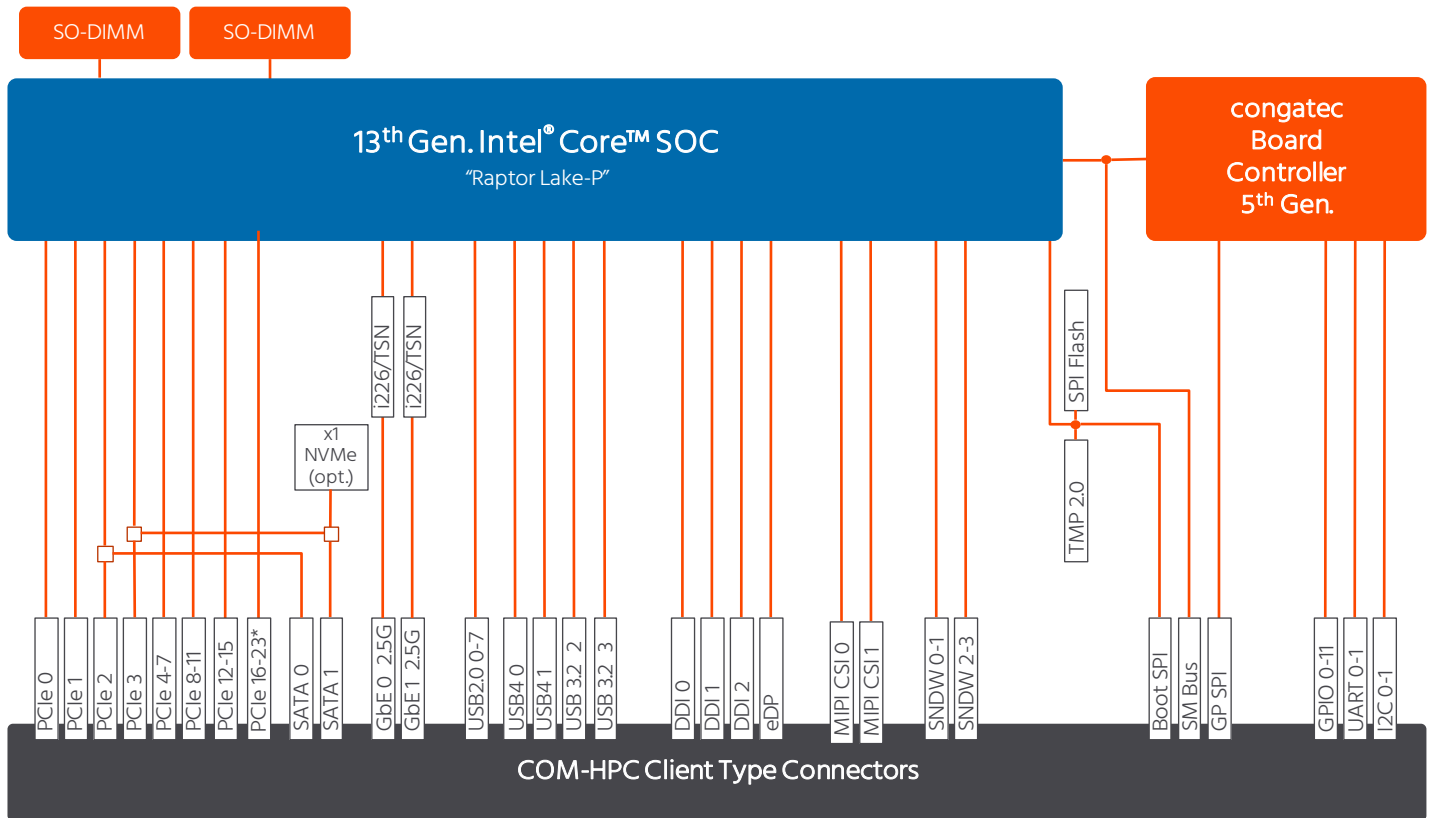 SO-DIMM
SO-DIMM
13th Gen. Intel® Core™ SOC
“Raptor Lake-P”
congatec
Board
Controller
5th Gen.
i226/TSN
i226/TSN
SPI Flash
x1
NVMe
(opt.)
TMP 2.0
PCIe 0
PCIe 1
PCIe 2
PCIe 3
PCIe 4-7
PCIe 8-11
PCIe 12-15
PCIe 16-23*
SATA 0
SATA 1
GbE 0 2.5G
GbE 1 2.5G
USB2.0 0-7
USB4 0
USB4 1
USB 3.2 2
USB 3.2 3
DDI 0
DDI 1
DDI 2
eDP
MIPI CSI 0
MIPI CSI 1
SNDW 0-1
SNDW 2-3
Boot SPI
SM Bus
GP SPI
GPIO 0-11
UART 0-1
I2C 0-1
COM-HPC Client Type Connectors